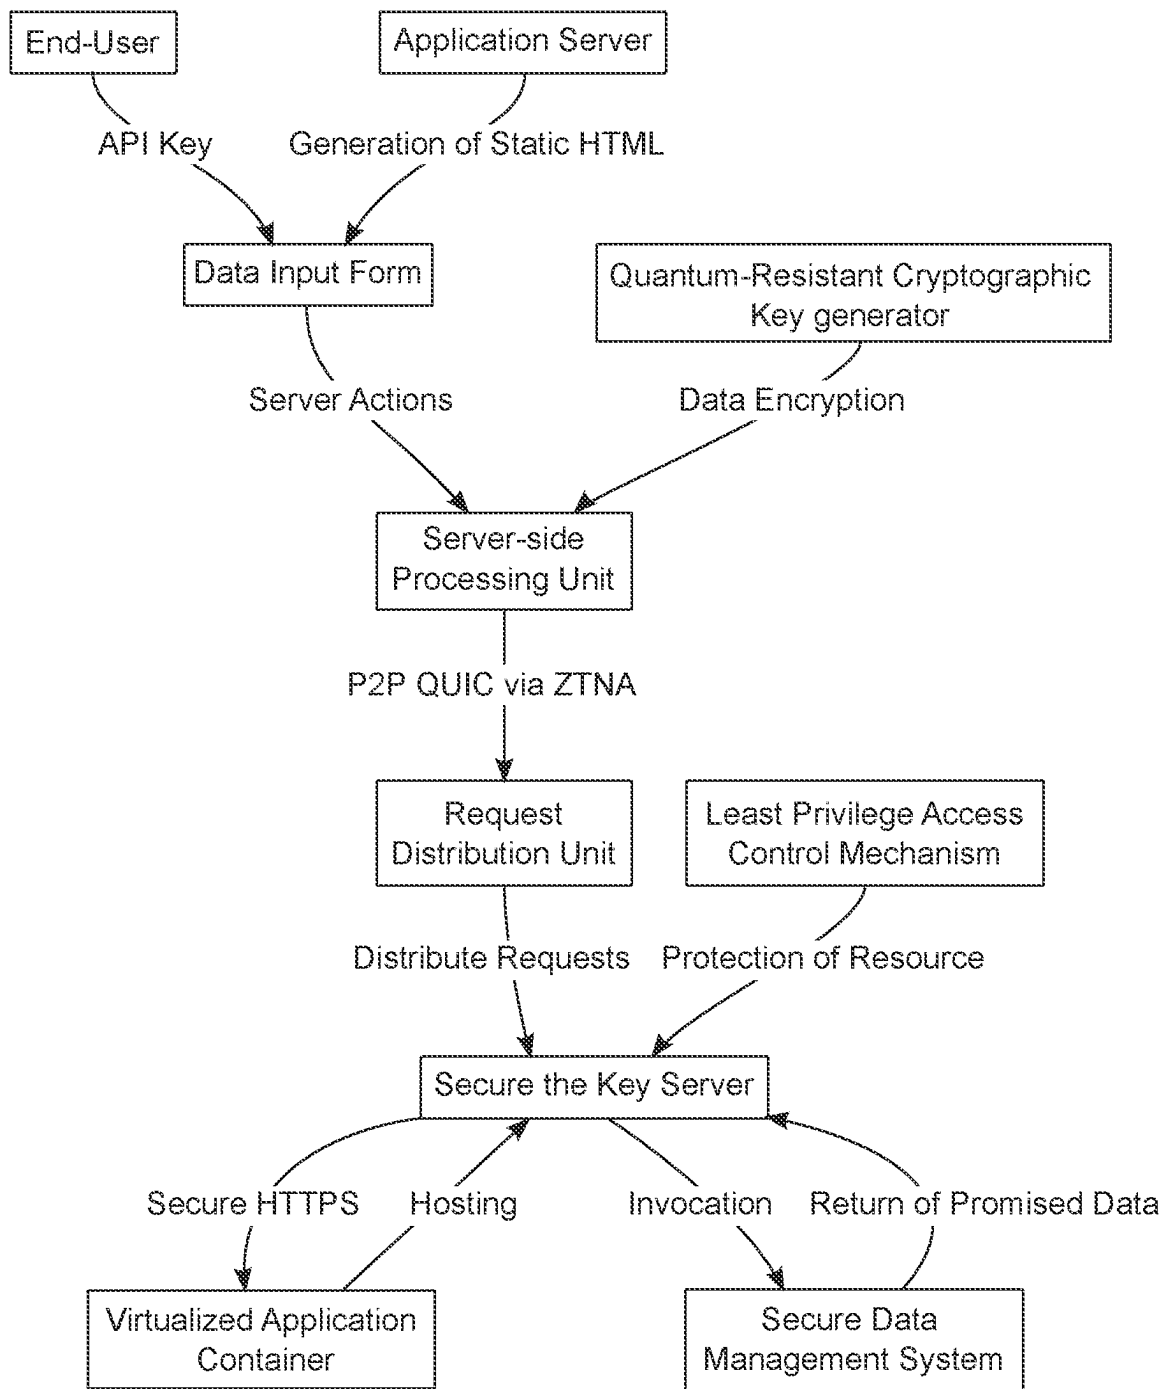 End-User
Application Server
API Key
Generation of Static HTML
Data Input Form
Quantum-Resistant Cryptographic
Key generator
Server Actions
Data Encryption
Server-side
Processing Unit
P2P QUIC via ZTNA
Request
Distribution Unit
Least Privilege Access
Control Mechanism
Distribute Requests
Protection of Resource
Secure the Key Server
Secure HTTPS
Hosting
Invocation
Return of Promised Data
Virtualized Application
Container
Secure Data
Management System